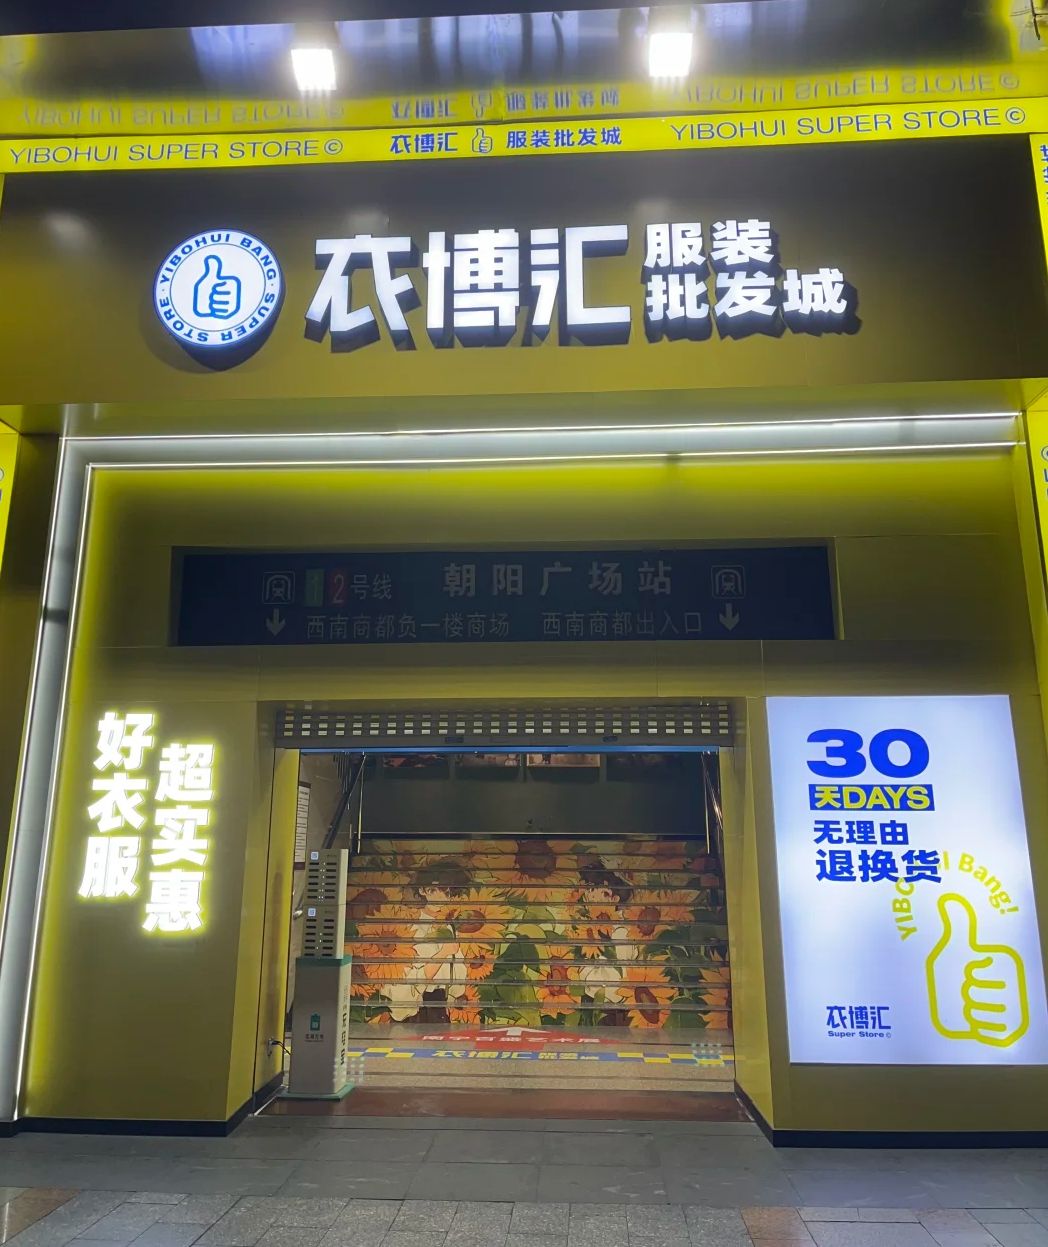 YIBOHUI SUPER STORE©
衣博汇 服装批发城
YIBOHUI SUPER STORE©
YIBOHUI BANG · SUPER STORE ·
衣博汇
服装
批发城
1 2号线
朝阳广场站
西南商都负一楼商场
西南商都出入口
好衣服
超实惠
30
天DAYS
无理由
退换货
Bang!
衣博汇
Super Store©
衣博汇